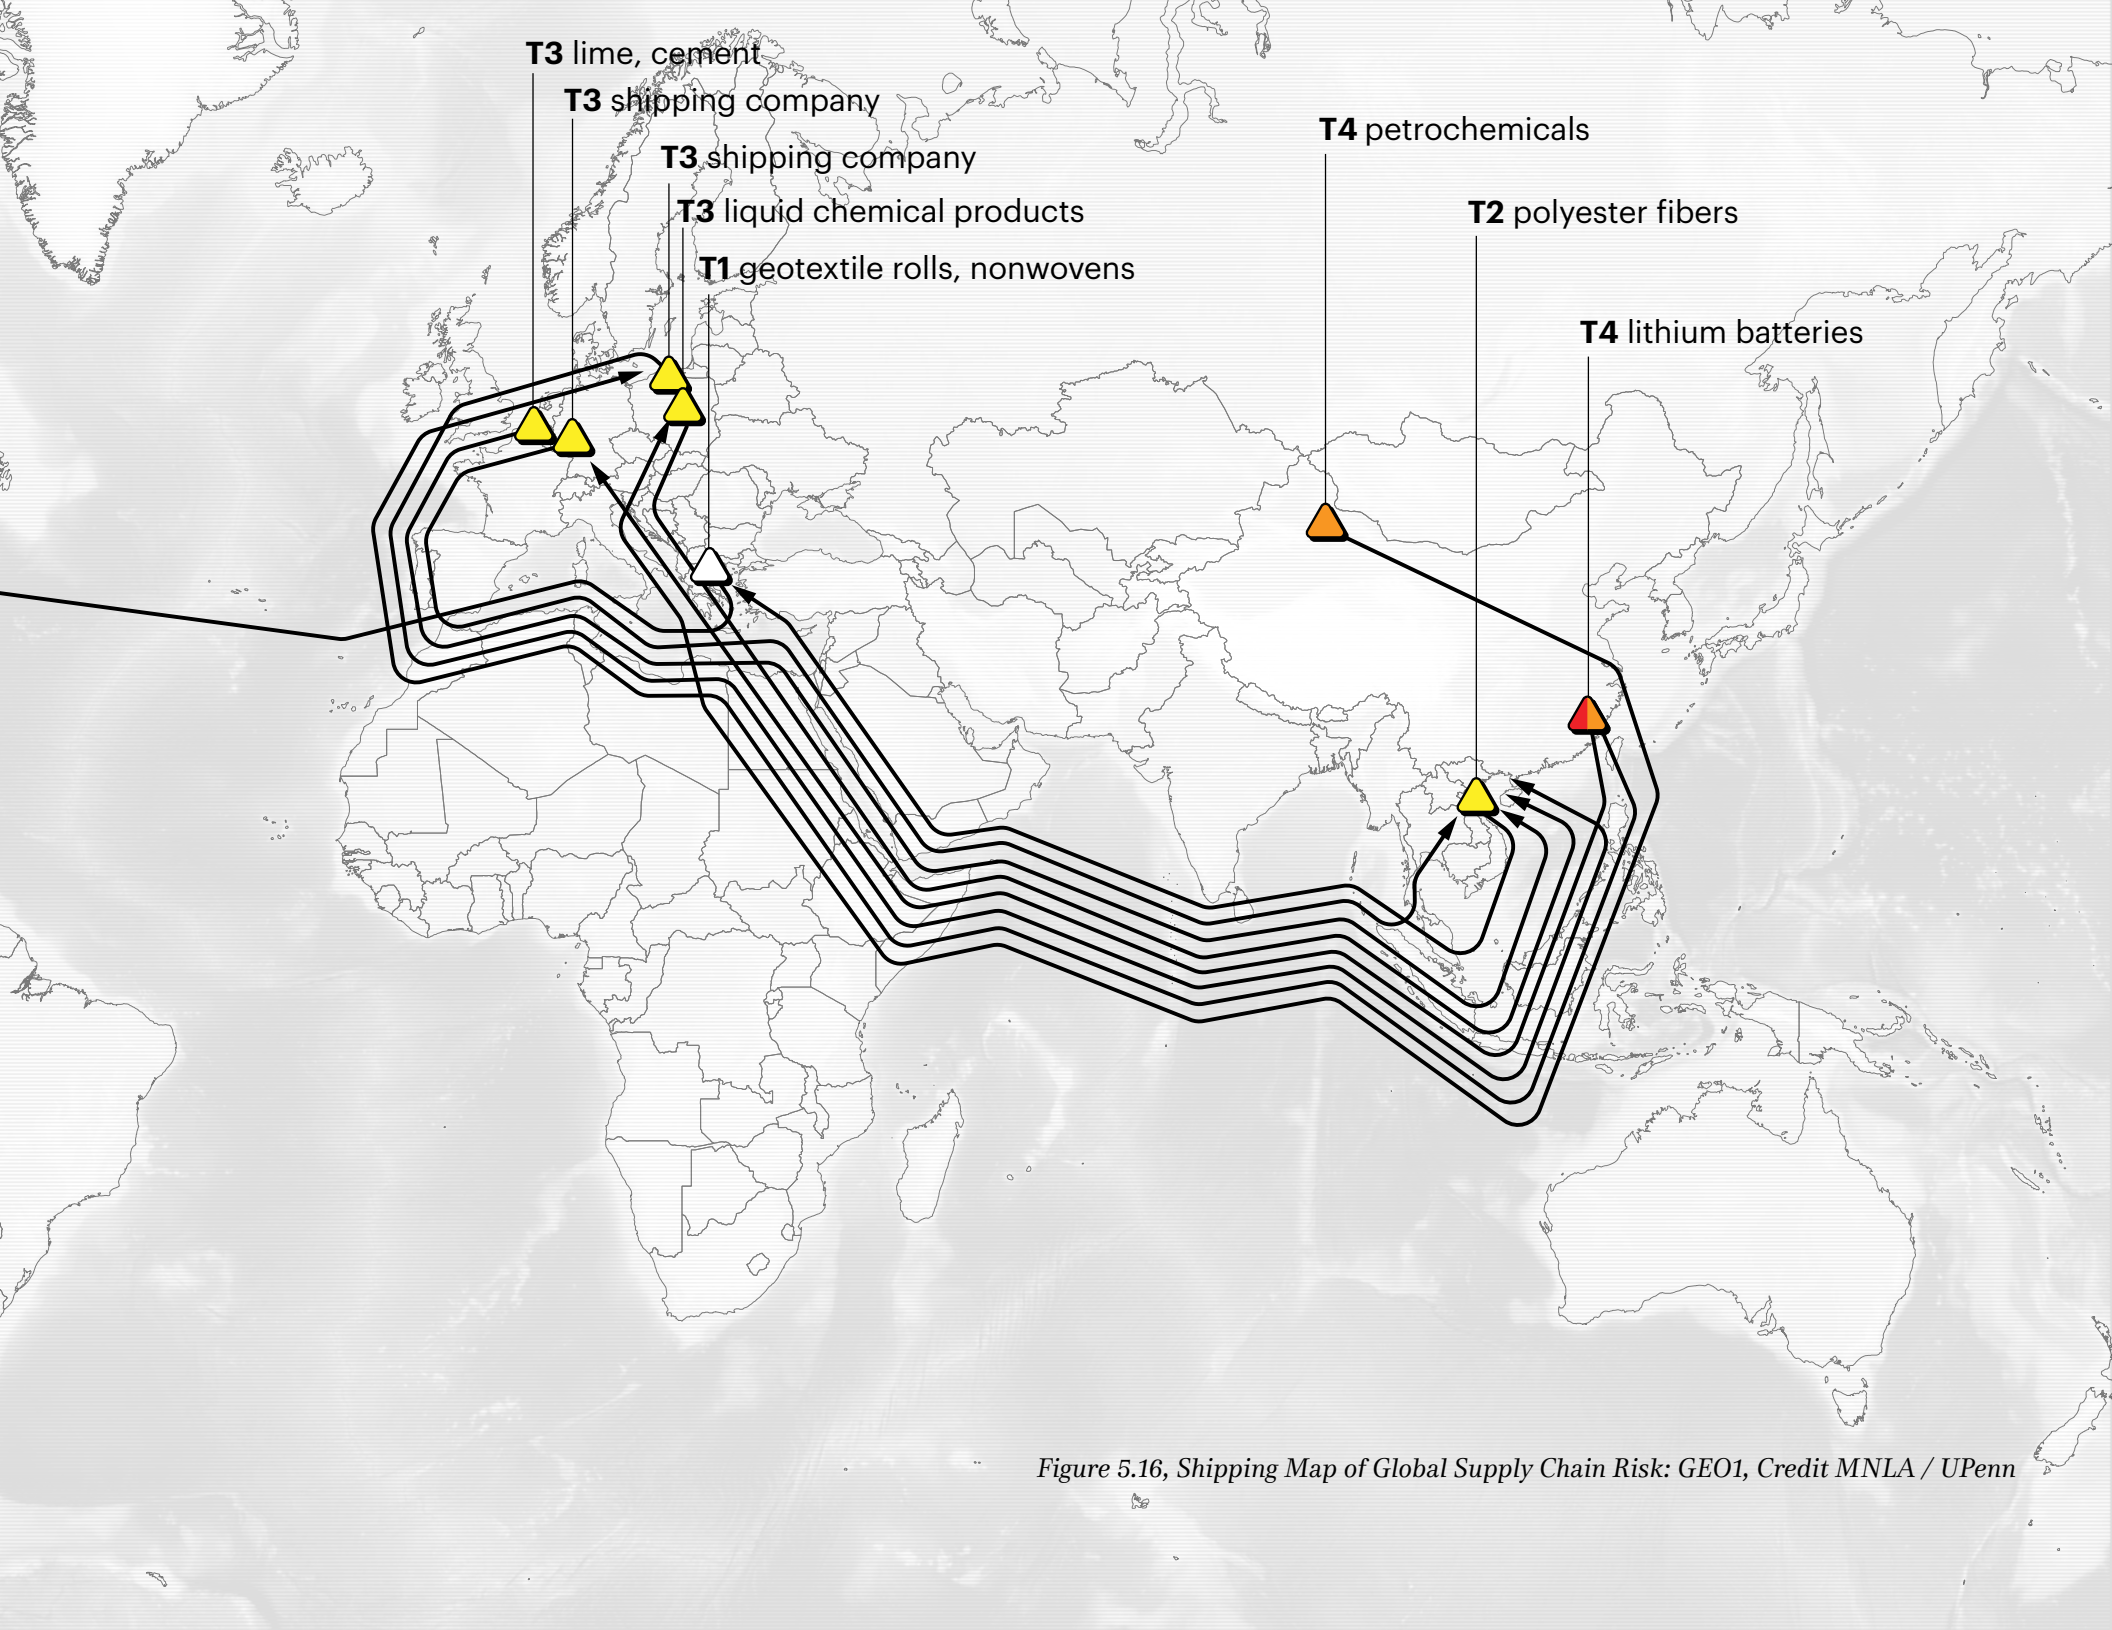 T3 lime, cement
T3 shipping company
T4 petrochemicals
T3 shipping company
T3 liquid chemical products
T2 polyester fibers
T1 geotextile rolls, nonwovens
T4 lithium batteries
Figure 5.16, Shipping Map of Global Supply Chain Risk: GEO1, Credit MNLA / UPenn